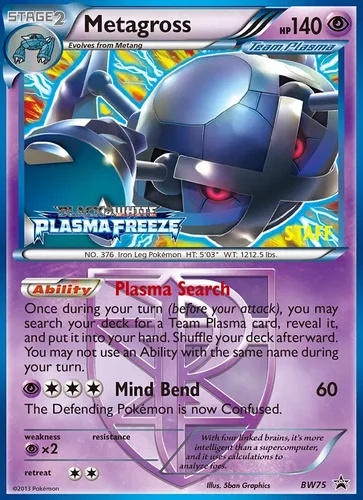 STAGE2
Metagross
HP140
Evolves from Metang
Team Plasma
BLACK & WHITE
PLASMA FREEZE
STAFF
NO. 376 Iron Leg Pokémon HT: 5'03" WT: 1212.5 lbs.
Ability Plasma Search
Once during your turn (before your attack), you may
search your deck for a Team Plasma card, reveal it,
and put it into your hand. Shuffle your deck afterward.
You may not use an Ability with the same name during
your turn.
Mind Bend 60
The Defending Pokémon is now Confused.
weakness resistance
×2
With four linked brains, it's more
intelligent than a supercomputer,
and it uses calculations to
analyze foes.
retreat
©2013 Pokémon
Illus. 5ban Graphics
BW75
PROMO